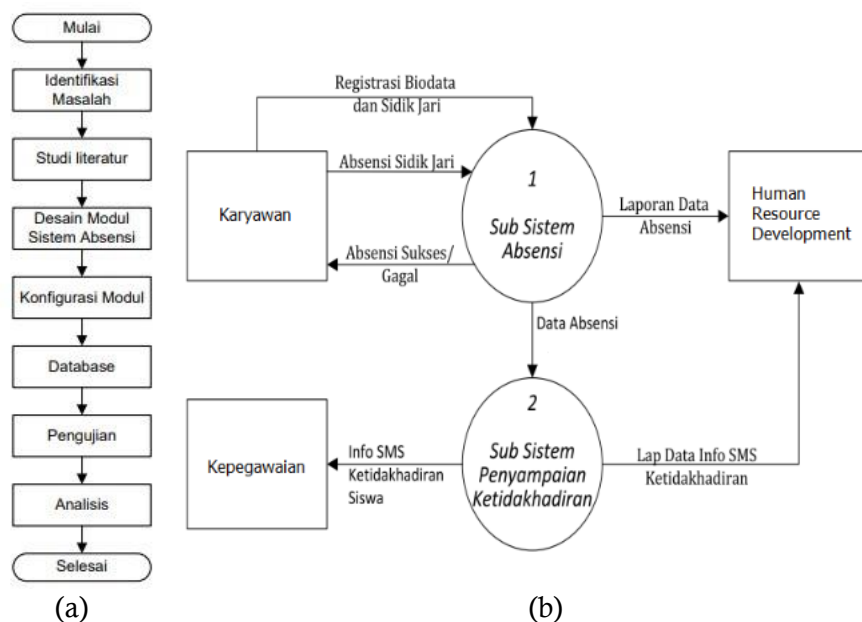 Mulai
Identifikasi
Masalah
Studi literatur
Desain Modul
Sistem Absensi
Konfigurasi Modul
Database
Pengujian
Analisis
Selesai
(a)
Registrasi Biodata
dan Sidik Jari
Karyawan
Absensi Sidik Jari
Absensi Sukses/
Gagal
1
Sub Sistem
Absensi
Laporan Data
Absensi
Human
Resource
Development
Data Absensi
Kepegawaian
Info SMS
Ketidakhadiran
Siswa
2
Sub Sistem
Penyampaian
Ketidakhadiran
Lap Data Info SMS
Ketidakhadiran
(b)